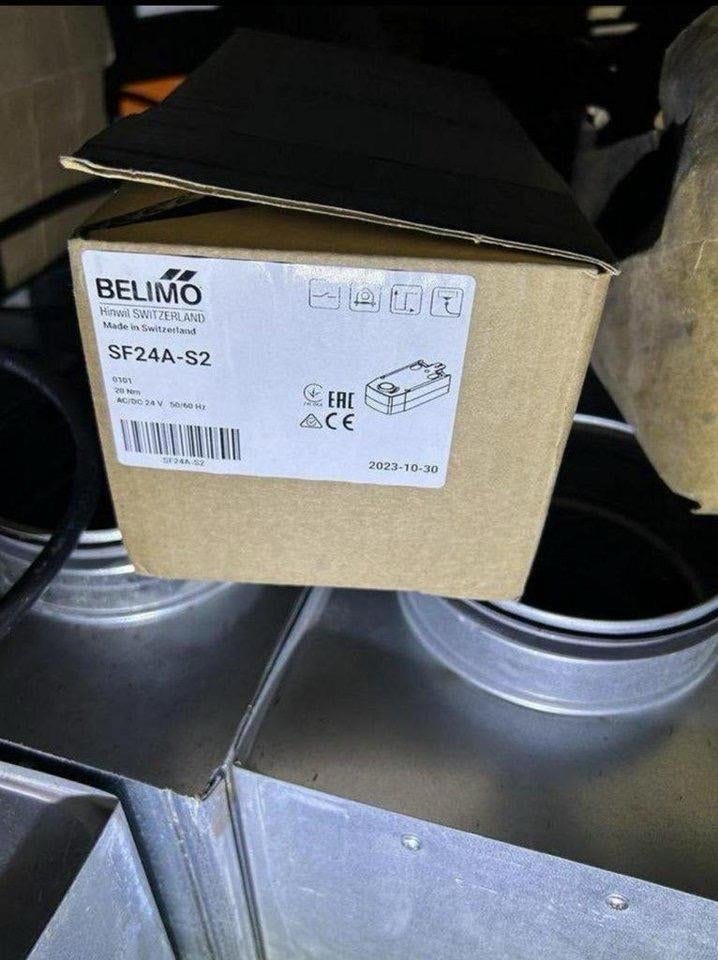 BELIMO
Hinwil SWITZERLAND
Made in Switzerland
SF24A-S2
0101
20 Nm
AC/DC 24 V 50/60 Hz
EAC
CE
SF24A-S2
2023-10-30